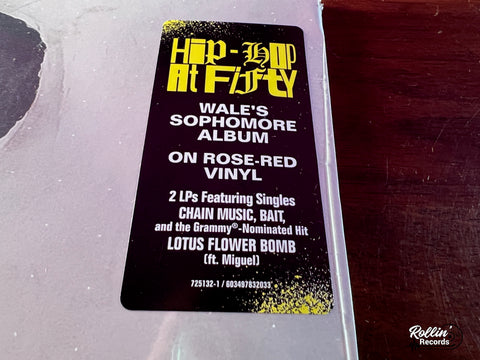 HIP-HOP
At FiFtY
WALE'S
SOPHOMORE
ALBUM
ON ROSE-RED
VINYL
2 LPs Featuring Singles
CHAIN MUSIC, BAIT,
and the Grammy®-Nominated Hit
LOTUS FLOWER BOMB
(ft. Miguel)
725132-1 / 603497832033
Rollin'
Records